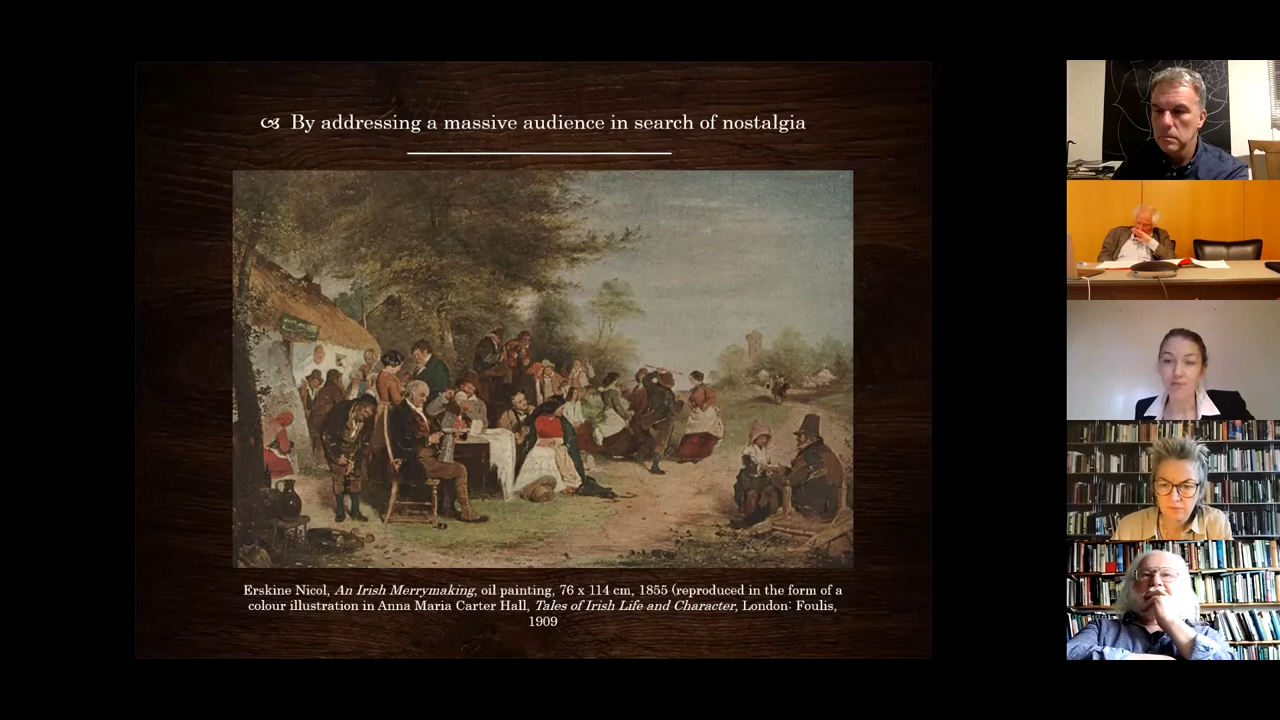 By addressing a massive audience in search of nostalgia
Erskine Nicol, An Irish Merrymaking, oil painting, 76 x 114 cm, 1855 (reproduced in the form of a
colour illustration in Anna Maria Carter Hall, Tales of Irish Life and Character, London: Foulis,
1909